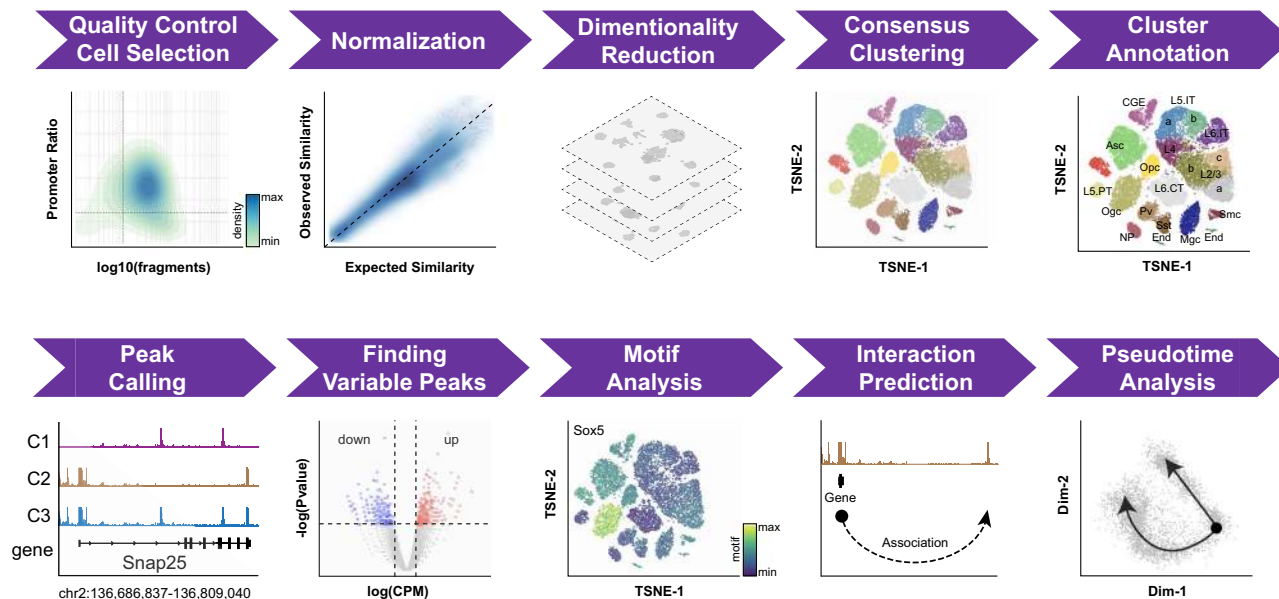 Quality Control
Cell Selection
Normalization
Dimentionality
Reduction
Consensus
Clustering
Cluster
Annotation
Promoter Ratio
density
max
min
log10(fragments)
Observed Similarity
Expected Similarity
TSNE-2
TSNE-1
TSNE-2
CGE
L5.IT
a
b
L6.IT
Asc
L4
c
Opc
b
L2/3
L5.PT
L6.CT
a
Ogc
Pv
Sst
Smc
NP
End
Mgc
End
TSNE-1
Peak
Calling
Finding
Variable Peaks
Motif
Analysis
Interaction
Prediction
Pseudotime
Analysis
C1
C2
C3
gene
Snap25
chr2:136,686,837-136,809,040
-log(Pvalue)
down
up
log(CPM)
Sox5
TSNE-2
motif
max
min
TSNE-1
Gene
Association
Dim-2
Dim-1